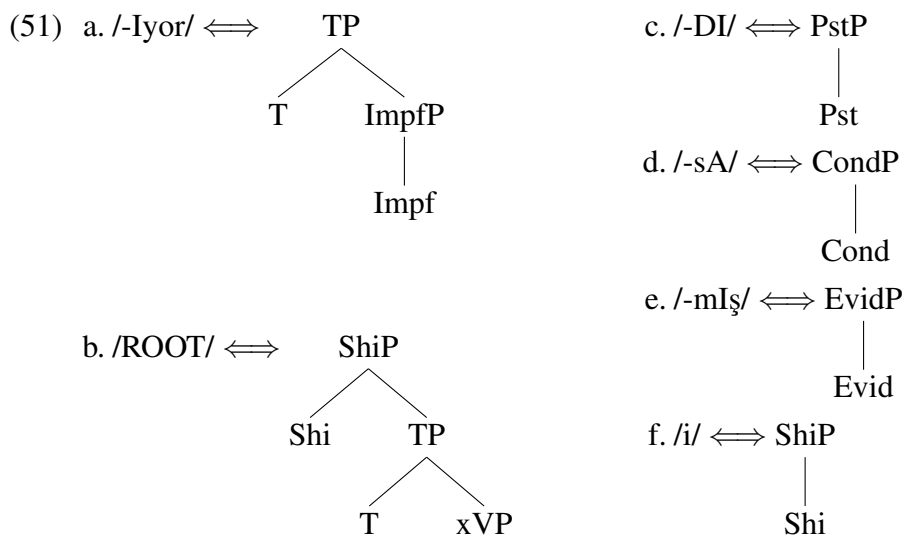 (51) a. /-Iyor/ ⟺ TP
T ImpfP
Impf
b. /ROOT/ ⟺ ShiP
Shi TP
T xVP
c. /-DI/ ⟺ PstP
Pst
d. /-sA/ ⟺ CondP
Cond
e. /-mIş/ ⟺ EvidP
Evid
f. /i/ ⟺ ShiP
Shi